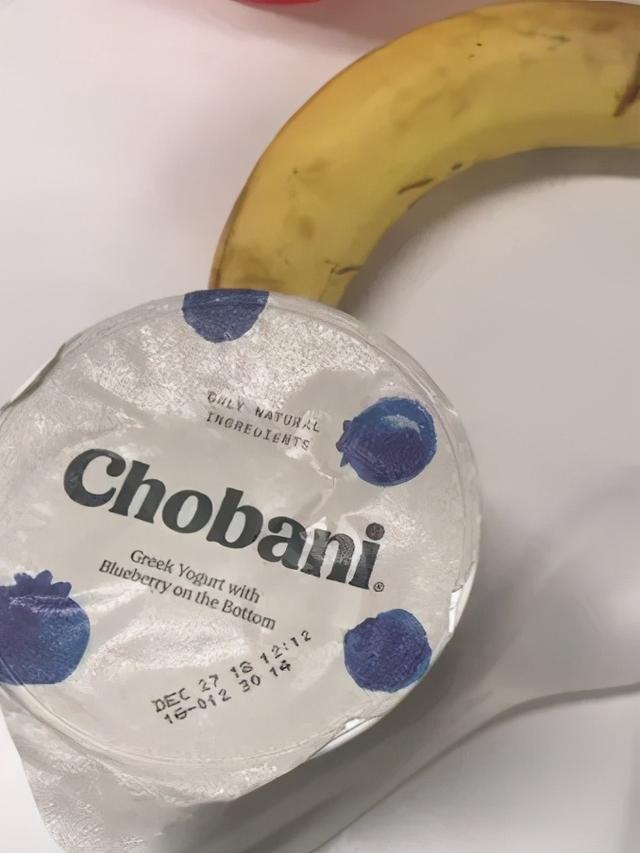 ONLY NATURAL
INGREDIENTS
Chobani®
Greek Yogurt with
Blueberry on the Bottom
DEC 27 18 12:12
16-012 30 14